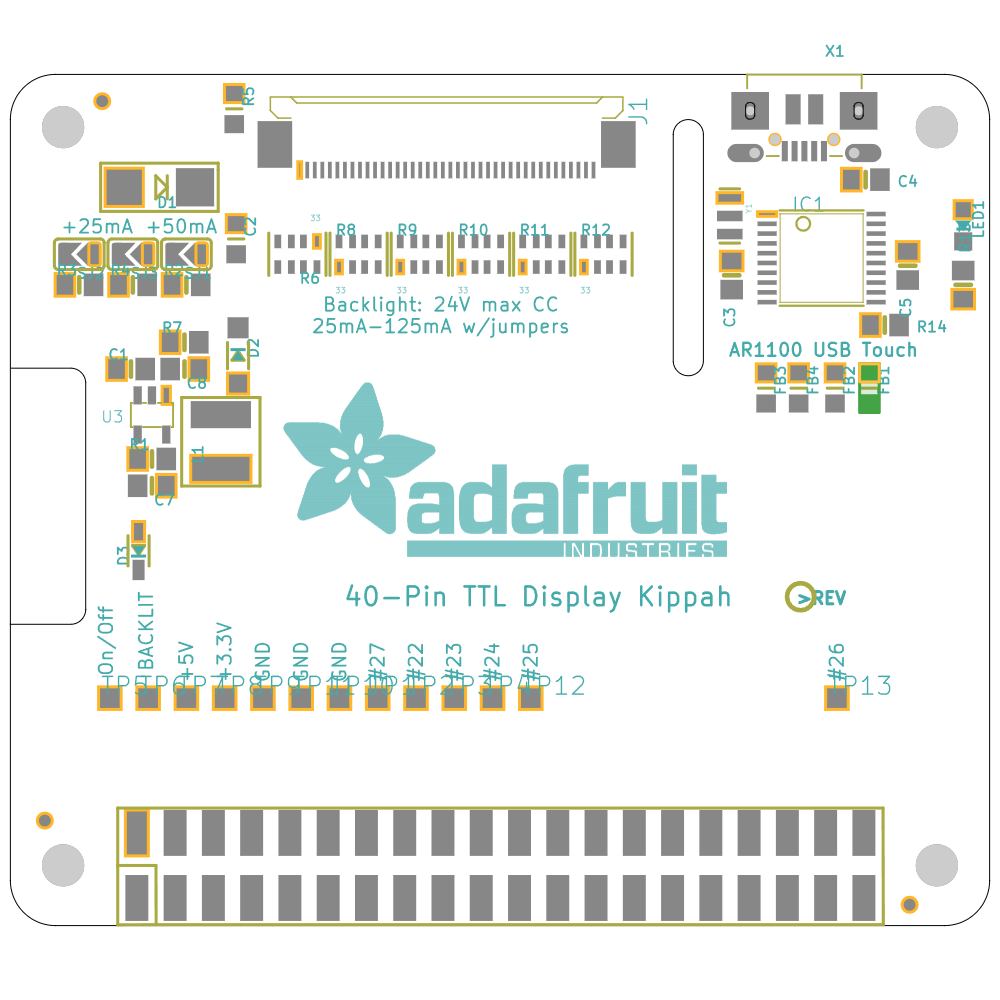 X1
R5
J1
C4
D1
IC1
Y1
LED1
+25mA +50mA
C2
33
R8 R9 R10 R11 R12
R6
33 33 33 33 33
Backlight: 24V max CC
25mA-125mA w/jumpers
C3
C5
R14
R7
D2
C1
C8
AR1100 USB Touch
FB3 FB4 FB2 FB1
U3
R1
C7
D3
adafruit
INDUSTRIES
40-Pin TTL Display Kippah
>REV
On/Off
BACKLIT
+5V
+3.3V
GND
GND
GND
#27
#22
#23
#24
#25
#26
TP13